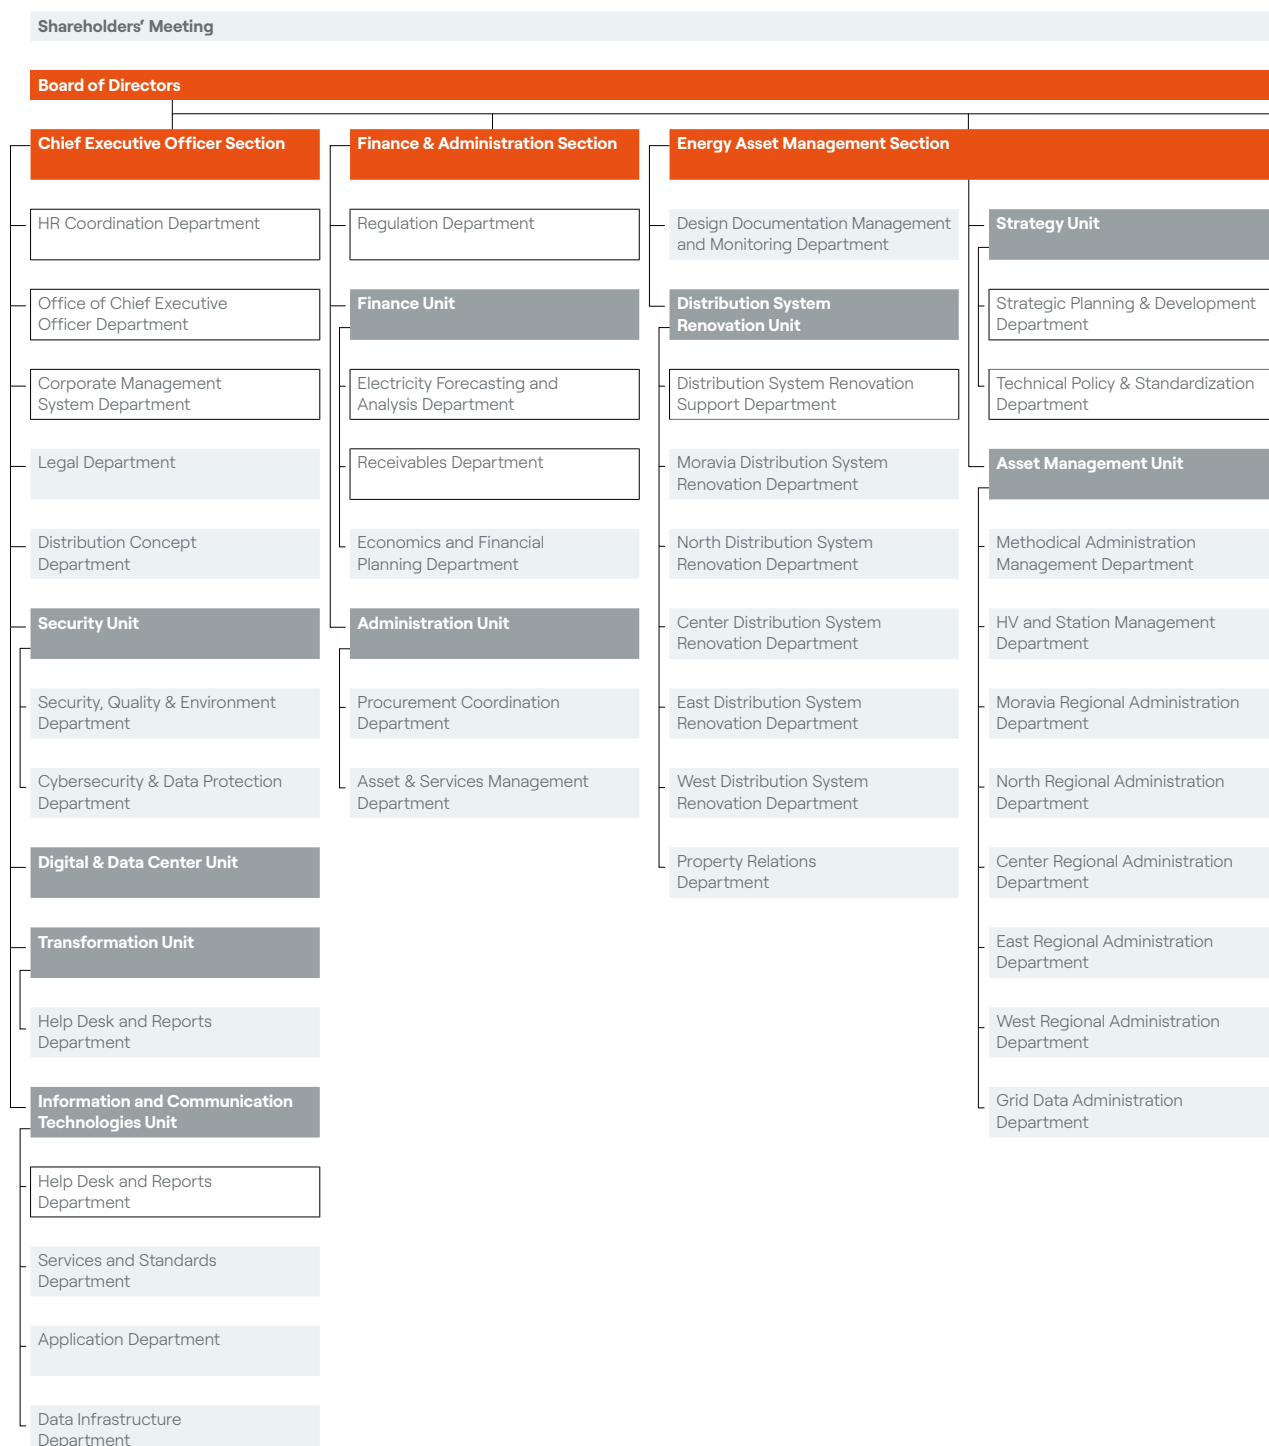 Shareholders’ Meeting
Board of Directors
Chief Executive Officer Section
HR Coordination Department
Office of Chief Executive
Officer Department
Corporate Management
System Department
Legal Department
Distribution Concept
Department
Security Unit
Security, Quality & Environment
Department
Cybersecurity & Data Protection
Department
Digital & Data Center Unit
Transformation Unit
Help Desk and Reports
Department
Information and Communication
Technologies Unit
Help Desk and Reports
Department
Services and Standards
Department
Application Department
Data Infrastructure
Department
Finance & Administration Section
Regulation Department
Finance Unit
Electricity Forecasting and
Analysis Department
Receivables Department
Economics and Financial
Planning Department
Administration Unit
Procurement Coordination
Department
Asset & Services Management
Department
Energy Asset Management Section
Design Documentation Management
and Monitoring Department
Distribution System
Renovation Unit
Distribution System Renovation
Support Department
Moravia Distribution System
Renovation Department
North Distribution System
Renovation Department
Center Distribution System
Renovation Department
East Distribution System
Renovation Department
West Distribution System
Renovation Department
Property Relations
Department
Strategy Unit
Strategic Planning & Development
Department
Technical Policy & Standardization
Department
Asset Management Unit
Methodical Administration
Management Department
HV and Station Management
Department
Moravia Regional Administration
Department
North Regional Administration
Department
Center Regional Administration
Department
East Regional Administration
Department
West Regional Administration
Department
Grid Data Administration
Department